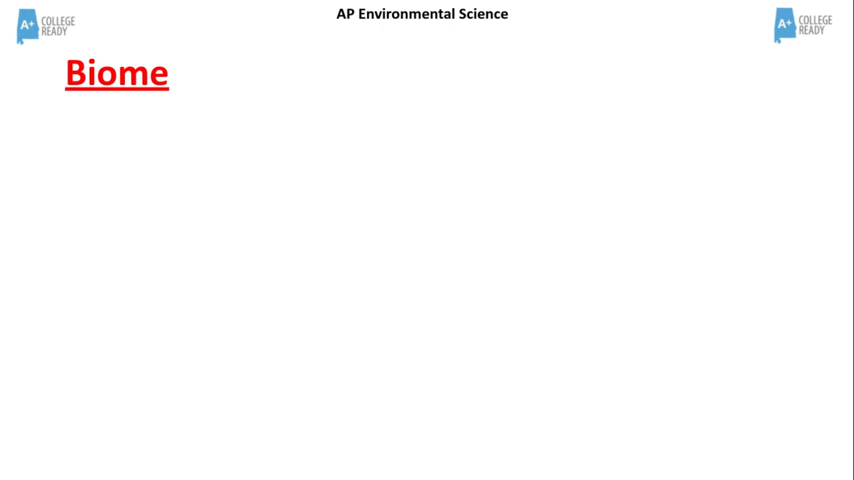 A+ COLLEGE READY
AP Environmental Science
A+ COLLEGE READY
Biome